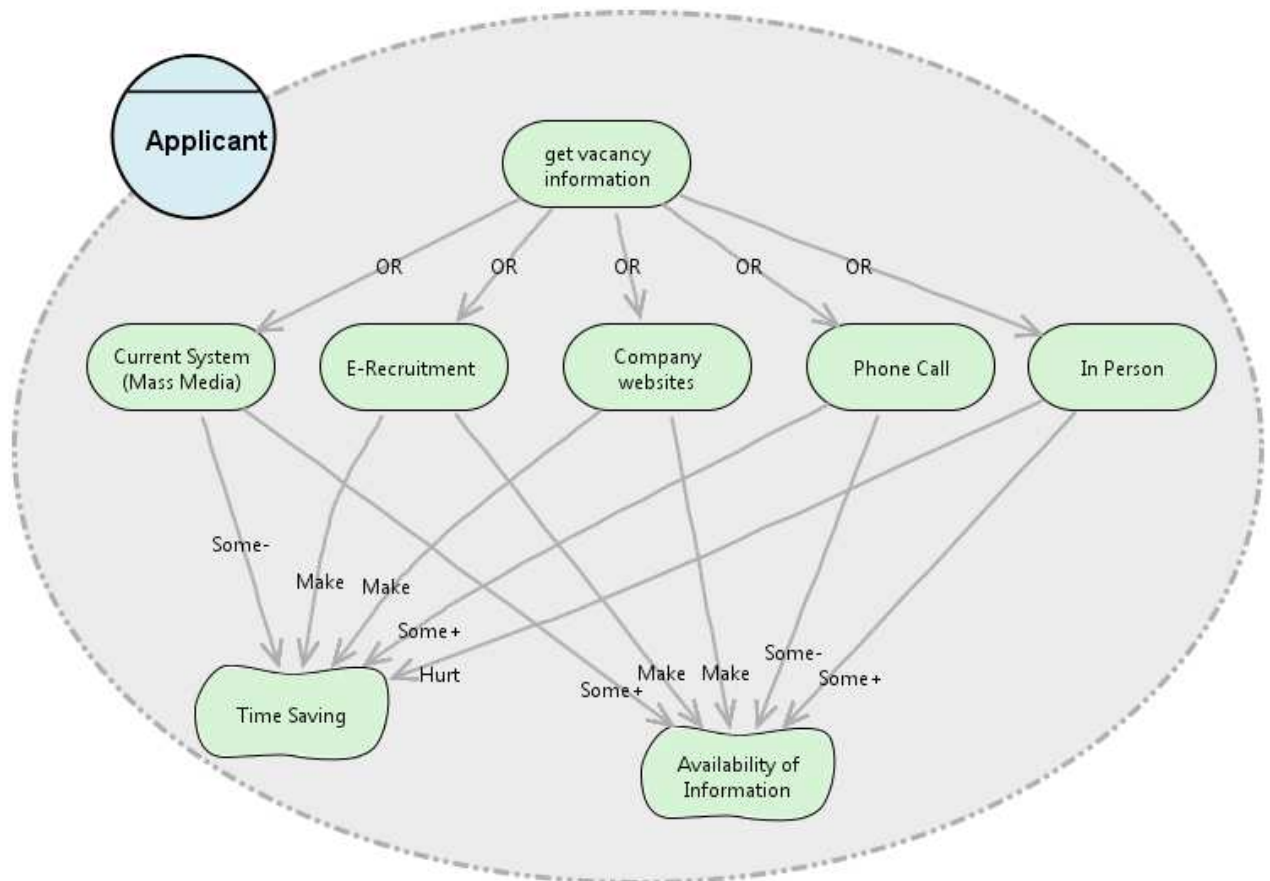 Applicant
get vacancy
information
OR
OR
OR
OR
OR
Current System
(Mass Media)
E-Recruitment
Company
websites
Phone Call
In Person
Some-
Make
Make
Some+
Hurt
Some+
Make
Make
Some-
Some+
Time Saving
Availability of
Information